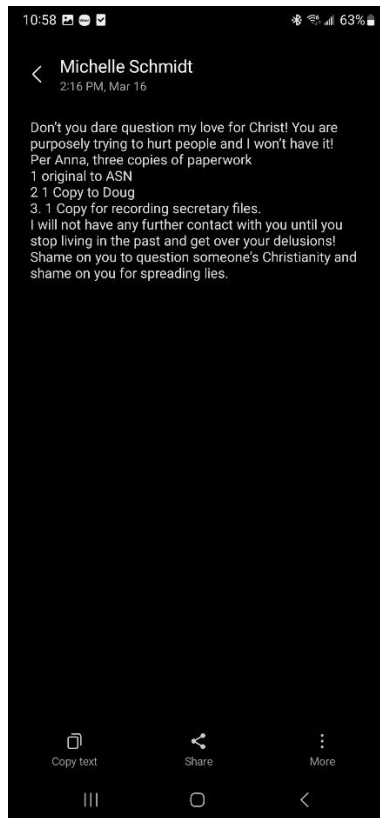 10:58 63%
Michelle Schmidt
2:16 PM, Mar 16
Don't you dare question my love for Christ! You are
purposely trying to hurt people and I won't have it!
Per Anna, three copies of paperwork
1 original to ASN
2 1 Copy to Doug
3. 1 Copy for recording secretary files.
I will not have any further contact with you until you
stop living in the past and get over your delusions!
Shame on you to question someone's Christianity and
shame on you for spreading lies.
Copy text Share More